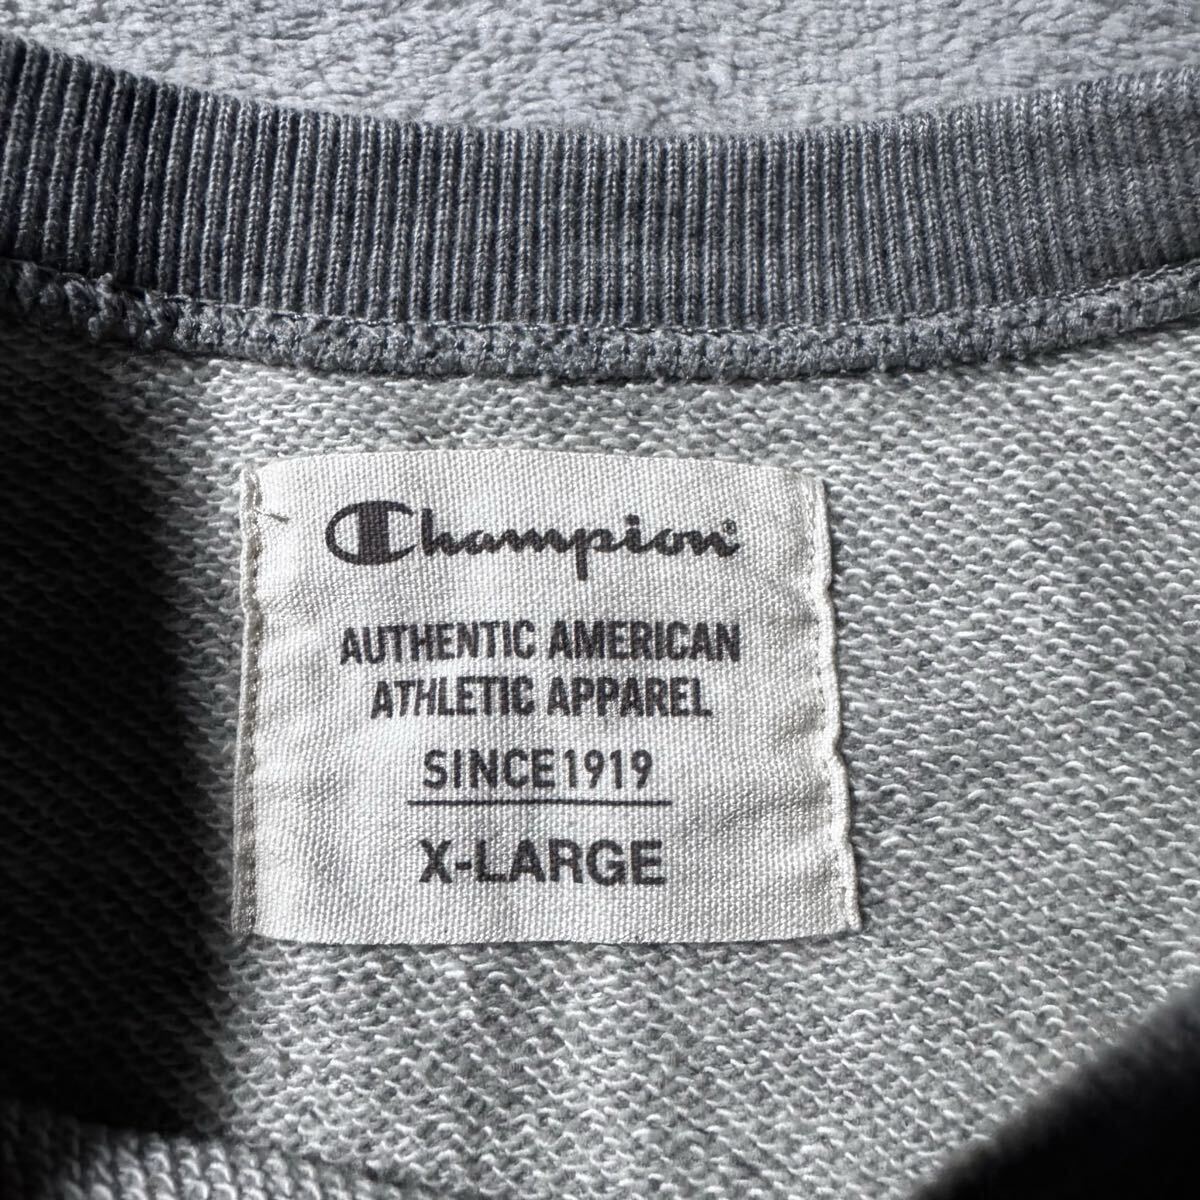 Champion®
AUTHENTIC AMERICAN
ATHLETIC APPAREL
SINCE1919
X-LARGE